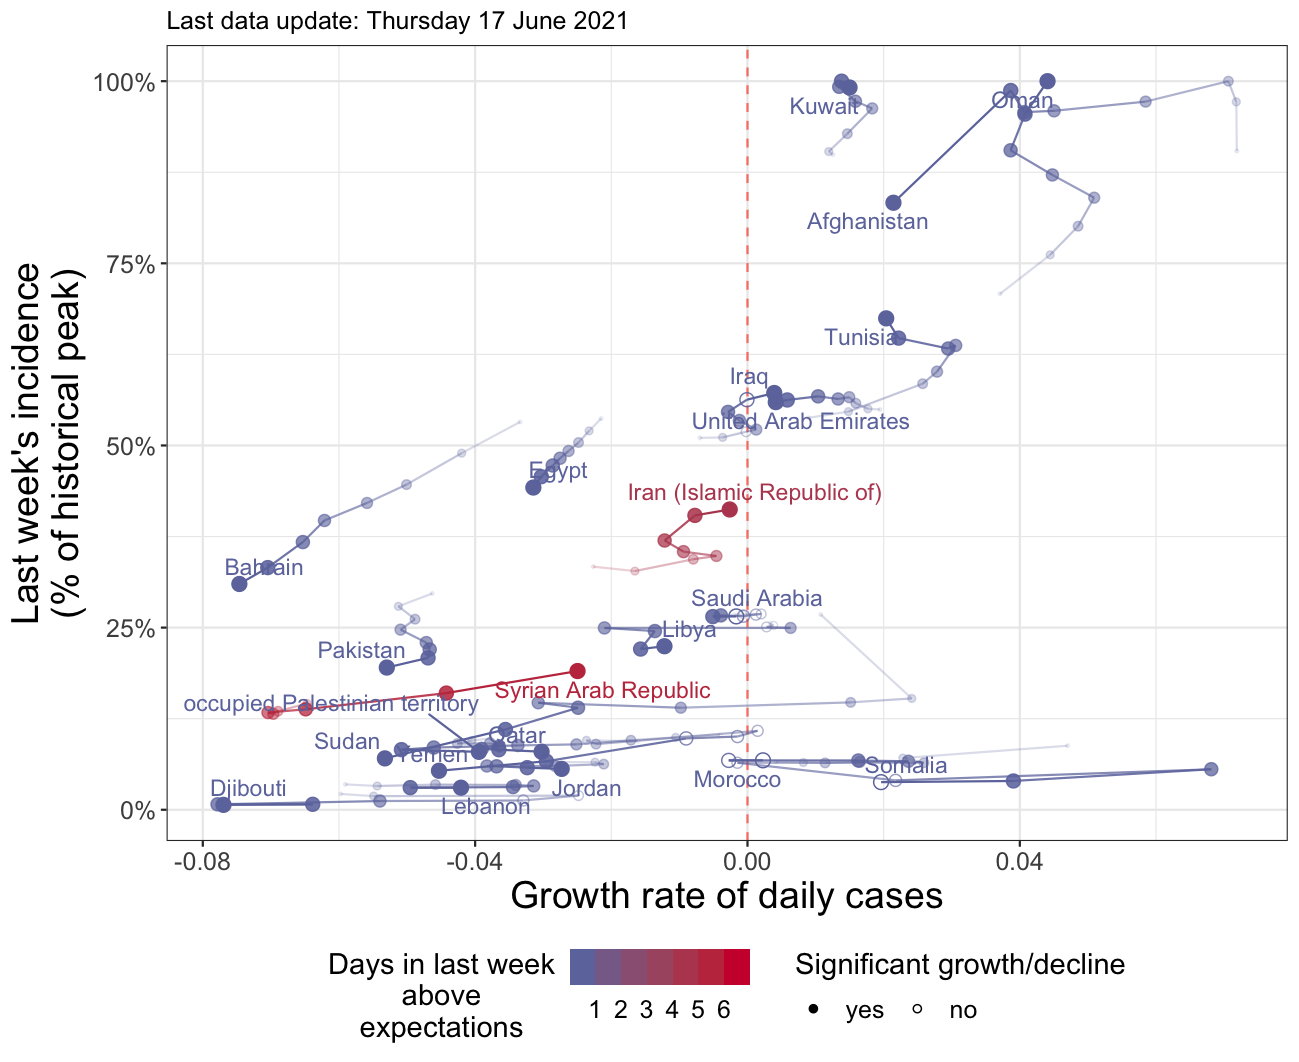 Last data update: Thursday 17 June 2021
100%
75%
50%
25%
0%
Last week's incidence
(% of historical peak)
Kuwait
Oman
Afghanistan
Tunisia
Iraq
United Arab Emirates
Egypt
Iran (Islamic Republic of)
Bahrain
Saudi Arabia
Libya
Pakistan
Syrian Arab Republic
occupied Palestinian territory
Qatar
Sudan
Yemen
Somalia
Morocco
Djibouti
Jordan
Lebanon
-0.08
-0.04
0.00
0.04
Growth rate of daily cases
Days in last week
above
expectations
1 2 3 4 5 6
Significant growth/decline
yes no